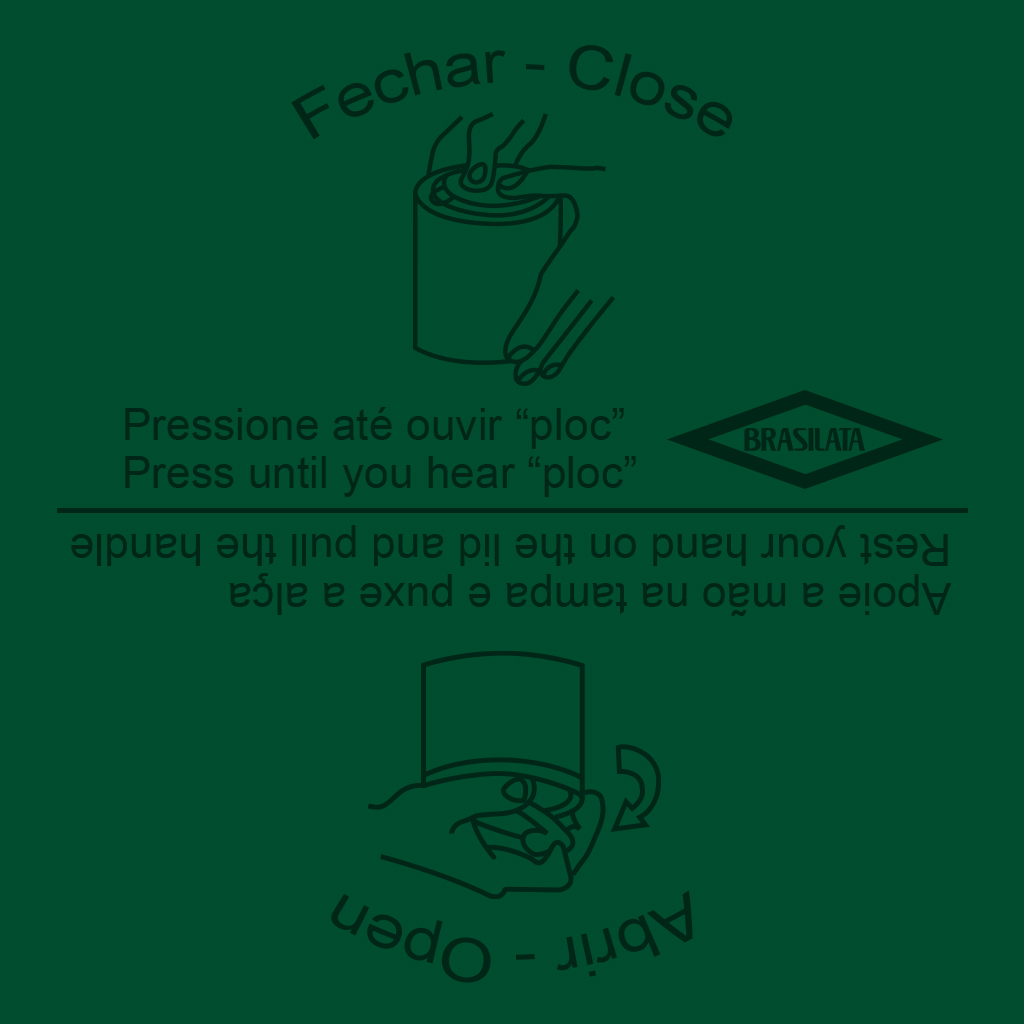 Fechar - Close
Pressione até ouvir “ploc”
Press until you hear “ploc”
BRASILATA
Abrir - Open
Apoie a mão na tampa e puxe a alça
Rest your hand on the lid and pull the handle